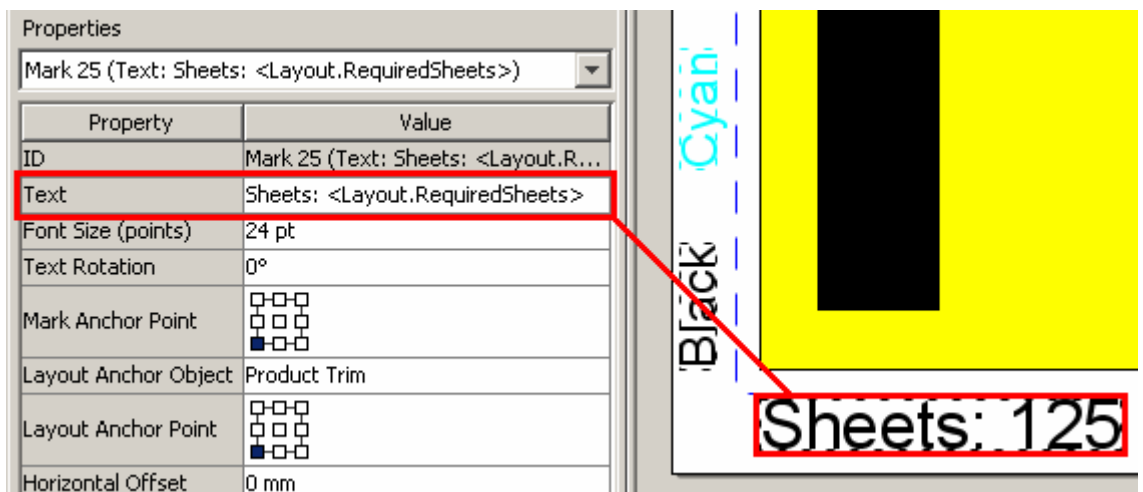 Properties
Mark 25 (Text: Sheets: <Layout.RequiredSheets>)
Property Value
ID Mark 25 (Text: Sheets: <Layout.R...
Text Sheets: <Layout.RequiredSheets>
Font Size (points) 24 pt
Text Rotation 0°
Mark Anchor Point
Layout Anchor Object Product Trim
Layout Anchor Point
Horizontal Offset 0 mm
Cyan
Black
Sheets: 125